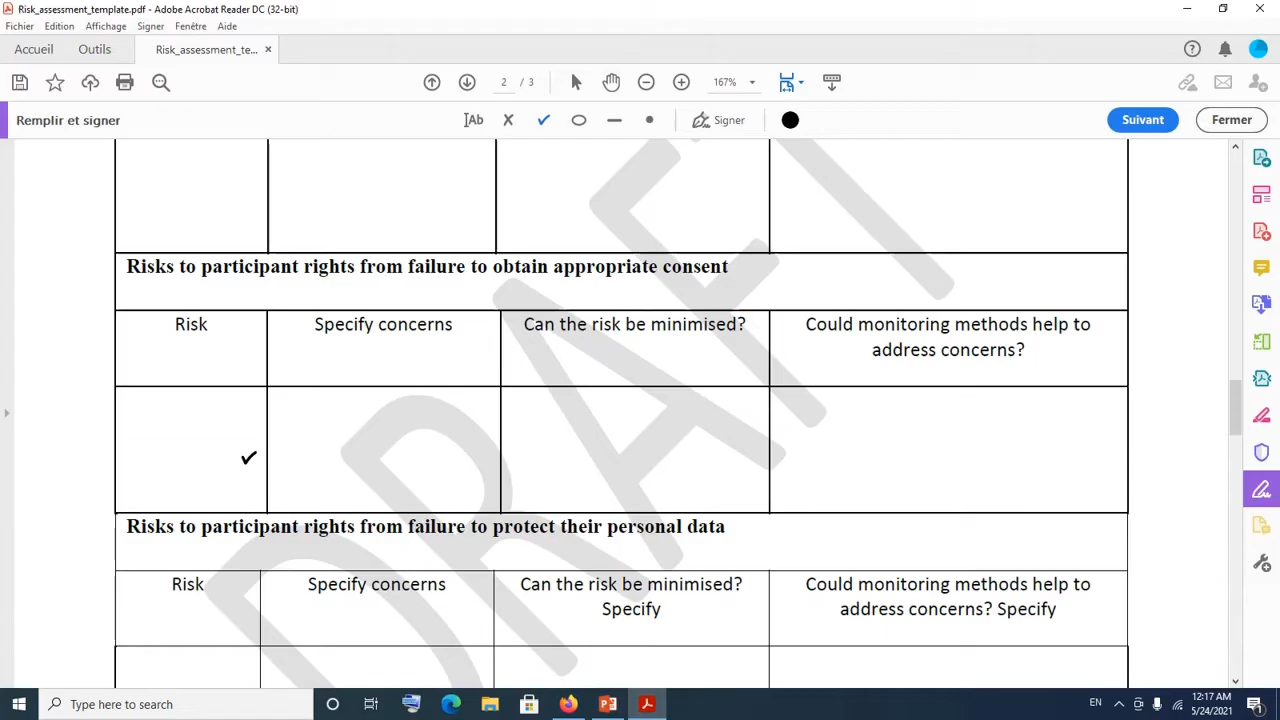 Risk_assessment_template.pdf - Adobe Acrobat Reader DC (32-bit)
Fichier Edition Affichage Signer Fenêtre Aide
Accueil Outils Risk_assessment_te... ×
2 / 3 167%
Remplir et signer Ab Signer Suivant Fermer
Risks to participant rights from failure to obtain appropriate consent
Risk Specify concerns Can the risk be minimised? Could monitoring methods help to
address concerns?
Risks to participant rights from failure to protect their personal data
Risk Specify concerns Can the risk be minimised? Could monitoring methods help to
Specify address concerns? Specify
DRAFT
Type here to search EN 12:17 AM
5/24/2021